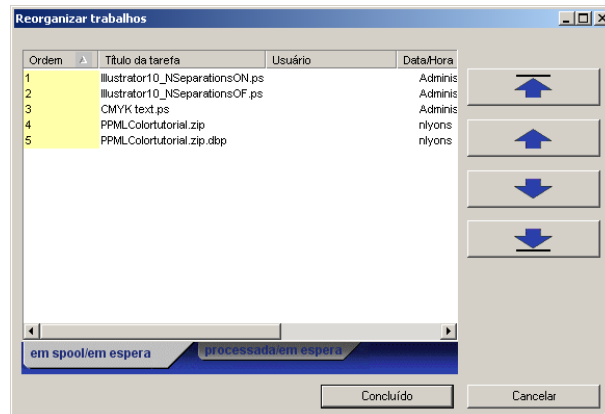 Reorganizar trabalhos
Ordem Título da tarefa Usuário Data/Hora
1 Illustrator10_NSeparationsON.ps Adminis
2 Illustrator10_NSeparationsOF.ps Adminis
3 CMYK text.ps Adminis
4 PPMLColortutorial.zip nlyons
5 PPMLColortutorial.zip.dbp nlyons
em spool/em espera processada/em espera
Concluído Cancelar